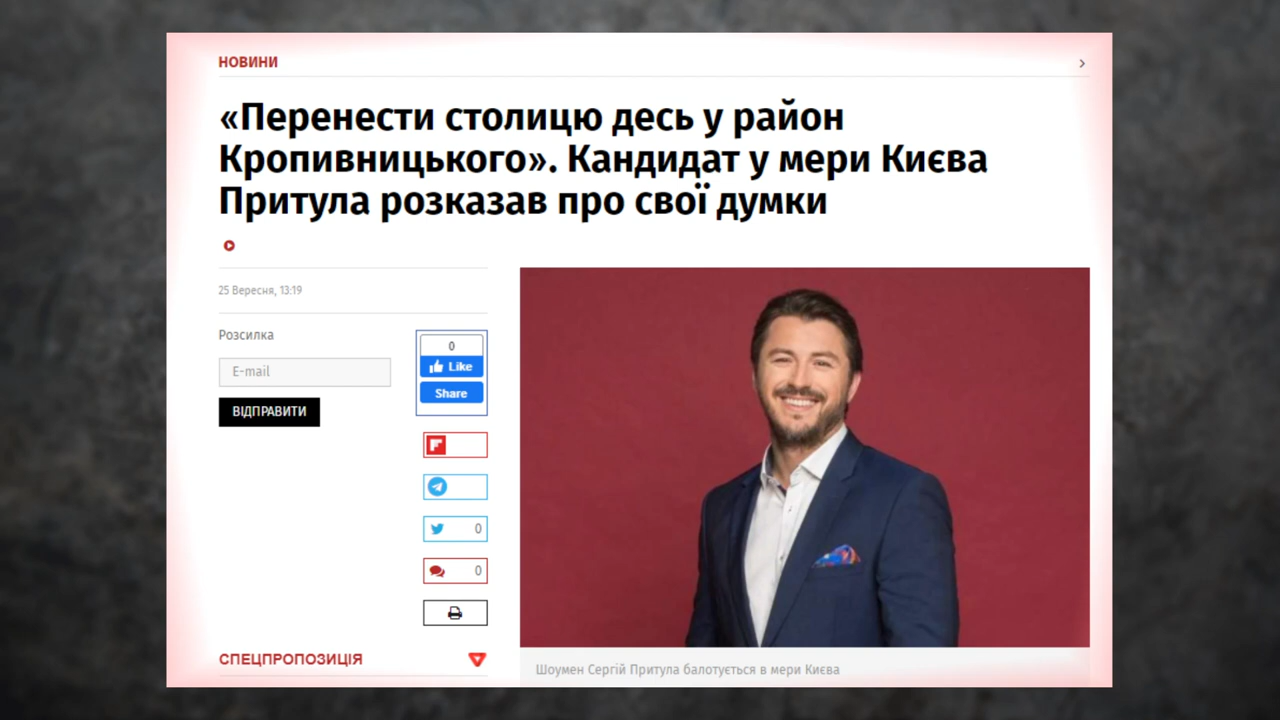 НОВИНИ
«Перенести столицю десь у район
Кропивницького». Кандидат у мери Києва
Притула розказав про свої думки
25 Вересня, 13:19
Розсилка
E-mail
ВІДПРАВИТИ
0
Like
Share
0
0
СПЕЦПРОПОЗИЦІЯ
Шоумен Сергій Притула балотується в мери Києва